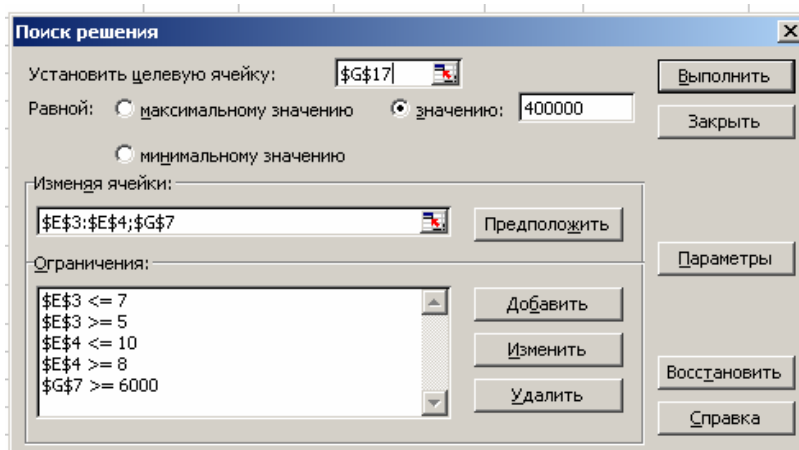 Поиск решения
Установить целевую ячейку: $G$17
Выполнить
Равной: максимальному значению значению: 400000
Закрыть
минимальному значению
Изменяя ячейки:
$E$3:$E$4;$G$7
Предположить
Ограничения:
Параметры
$E$3 <= 7
$E$3 >= 5
$E$4 <= 10
$E$4 >= 8
$G$7 >= 6000
Добавить
Изменить
Удалить
Восстановить
Справка